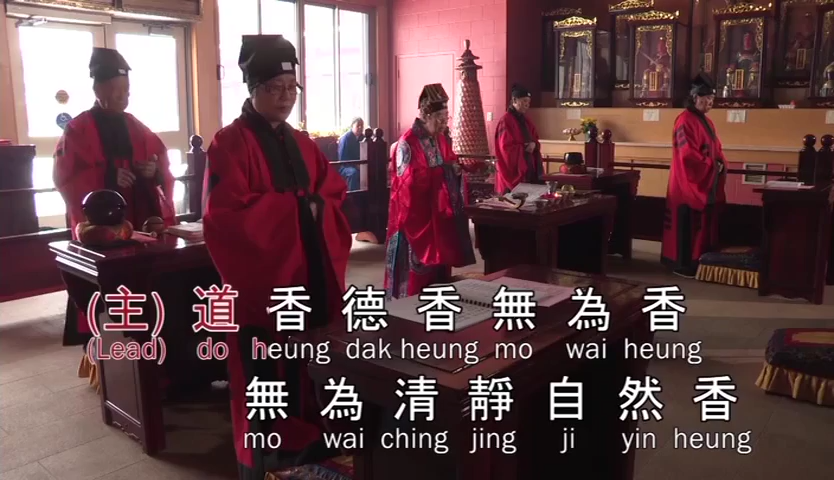 (主) 道 香 德 香 無 為 香
(Lead) do heung dak heung mo wai heung
無 為 清 靜 自 然 香
mo wai ching jing ji yin heung